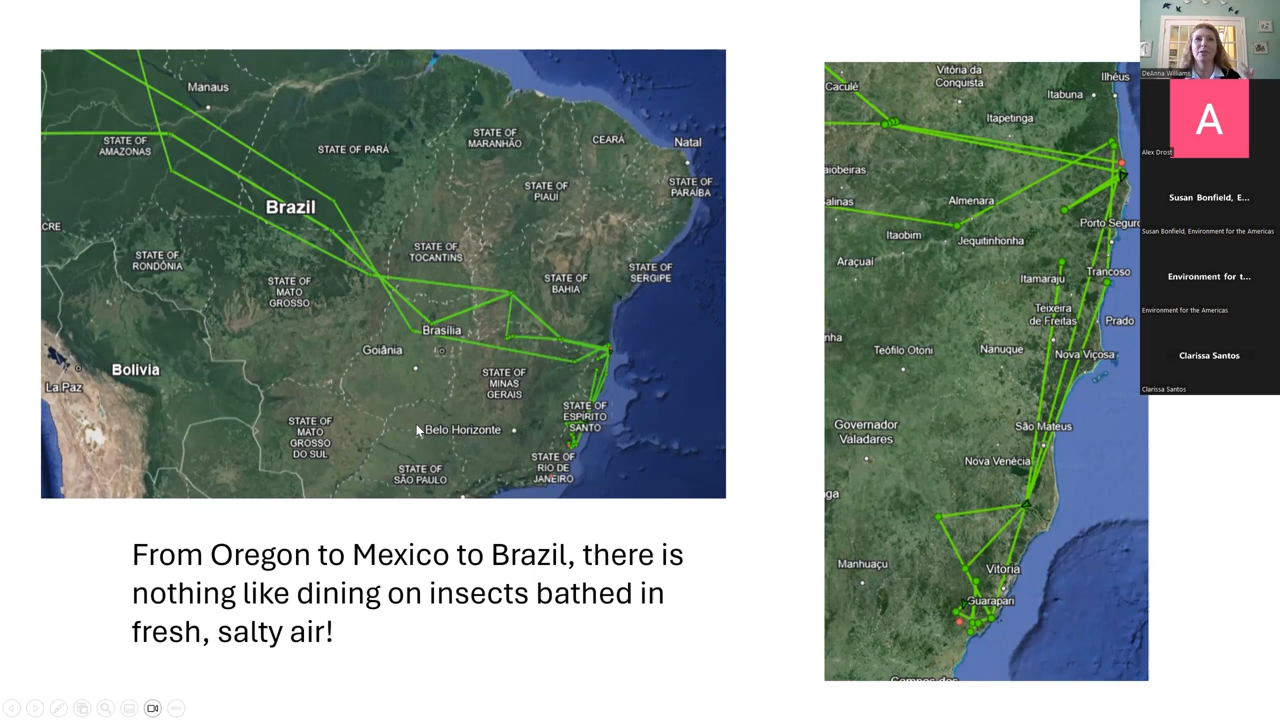 Manaus
STATE OF
AMAZONAS
STATE OF PARÁ
STATE OF
MARANHÃO
CEARÁ
Natal
STATE OF
PARAÍBA
STATE OF
PIAUÍ
Brazil
CRE
STATE OF
RONDÔNIA
STATE OF
TOCANTINS
STATE OF
MATO
GROSSO
STATE OF
BAHIA
STATE OF
SERGIPE
Brasília
Goiânia
Bolivia
La Paz
STATE OF
MINAS
GERAIS
STATE OF
ESPÍRITO
SANTO
STATE OF
MATO
GROSSO
DO SUL
Belo Horizonte
STATE OF
SÃO PAULO
STATE OF
RIO DE
JANEIRO
From Oregon to Mexico to Brazil, there is
nothing like dining on insects bathed in
fresh, salty air!
Caculé
Vitória da
Conquista
Ilhéus
Itabuna
Itapetinga
aiobeiras
alinas
Almenara
Itaobim
Jequitinhonha
Porto Seguro
Araçuaí
Itamaraju
Trancoso
Teixeira
de Freitas
Prado
nha
Teófilo Otoni
Nanuque
Nova Viçosa
Governador
Valadares
São Mateus
Nova Venécia
ga
Manhuaçu
Vitoria
Guarapari
Campos dos
DeAnna Williams
A
Alex Drost
Susan Bonfield, E...
Susan Bonfield, Environment for the Americas
Environment for t...
Environment for the Americas
Clarissa Santos
Clarissa Santos